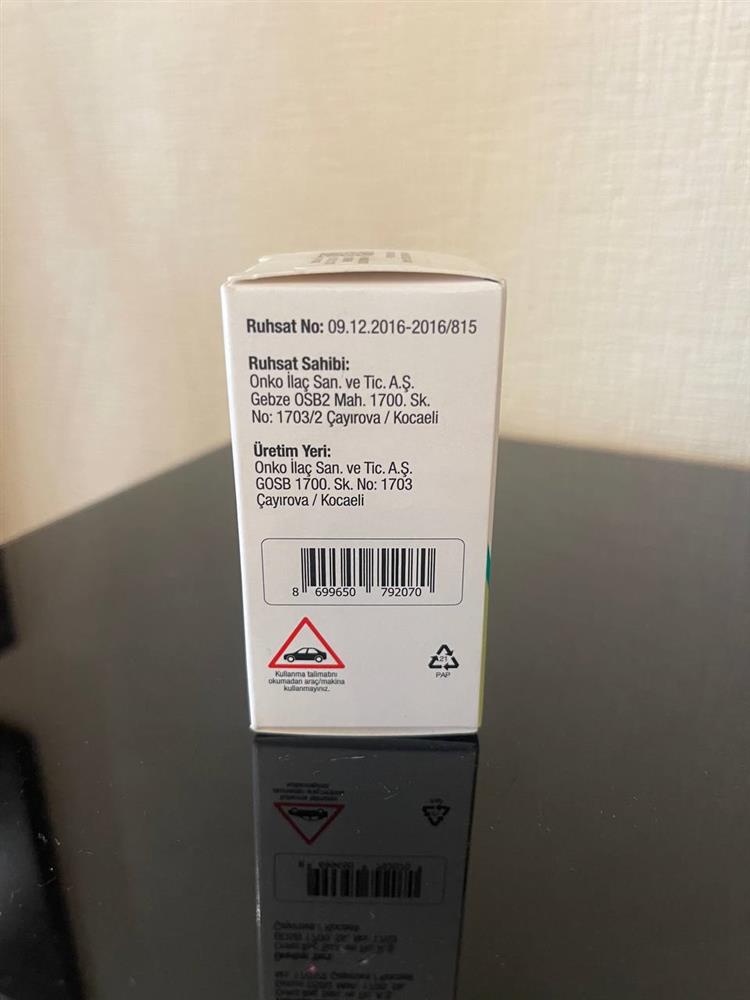 Ruhsat No: 09.12.2016-2016/815
Ruhsat Sahibi:
Onko İlaç San. ve Tic. A.Ş.
Gebze OSB2 Mah. 1700. Sk.
No: 1703/2 Çayırova / Kocaeli
Üretim Yeri:
Onko İlaç San. ve Tic. A.Ş.
GOSB 1700. Sk. No: 1703
Çayırova / Kocaeli
8 699650 792070
Kullanma talimatını
okumadan araç/makina
kullanmayınız.
21
PAP